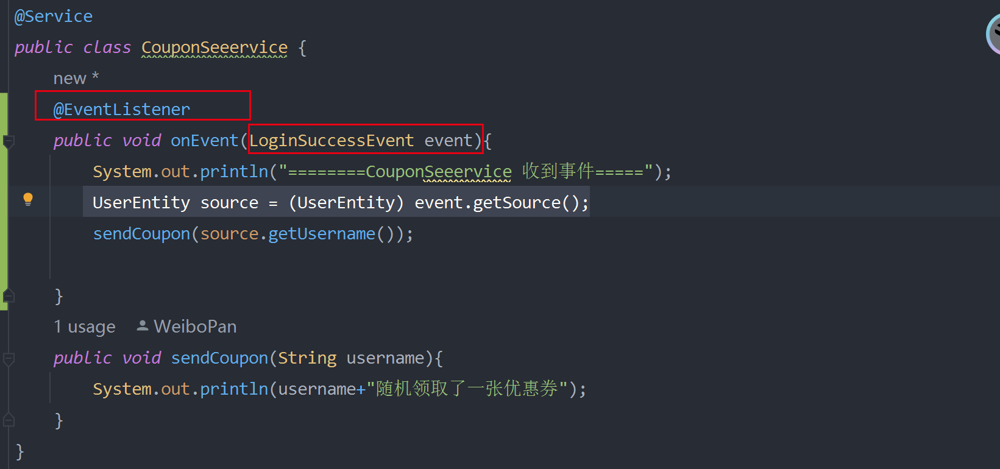 @Service
public class CouponSeeervice {
new *
@EventListener
public void onEvent(LoginSuccessEvent event){
System.out.println("========CouponSeeervice 收到事件=====");
UserEntity source = (UserEntity) event.getSource();
sendCoupon(source.getUsername());
}
1 usage WeiboPan
public void sendCoupon(String username){
System.out.println(username+"随机领取了一张优惠券");
}
}